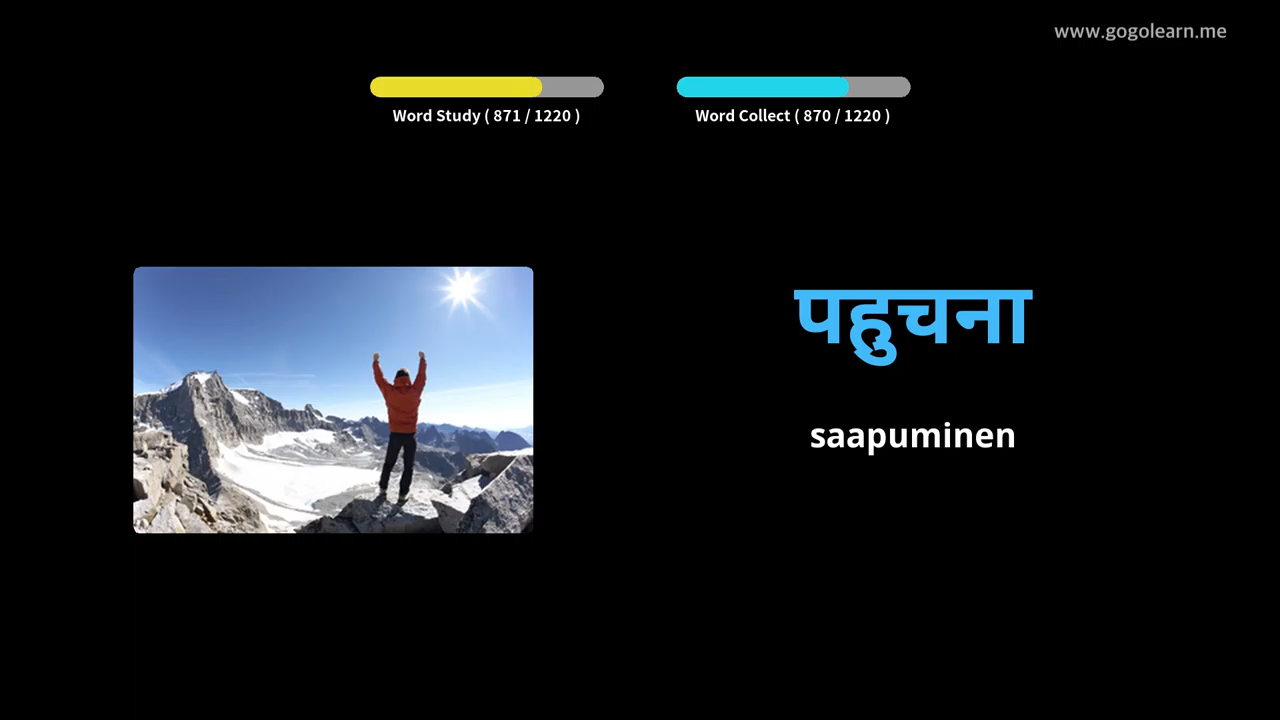 www.gogolearn.me
Word Study ( 871 / 1220 )
Word Collect ( 870 / 1220 )
पहुचना
saapuminen